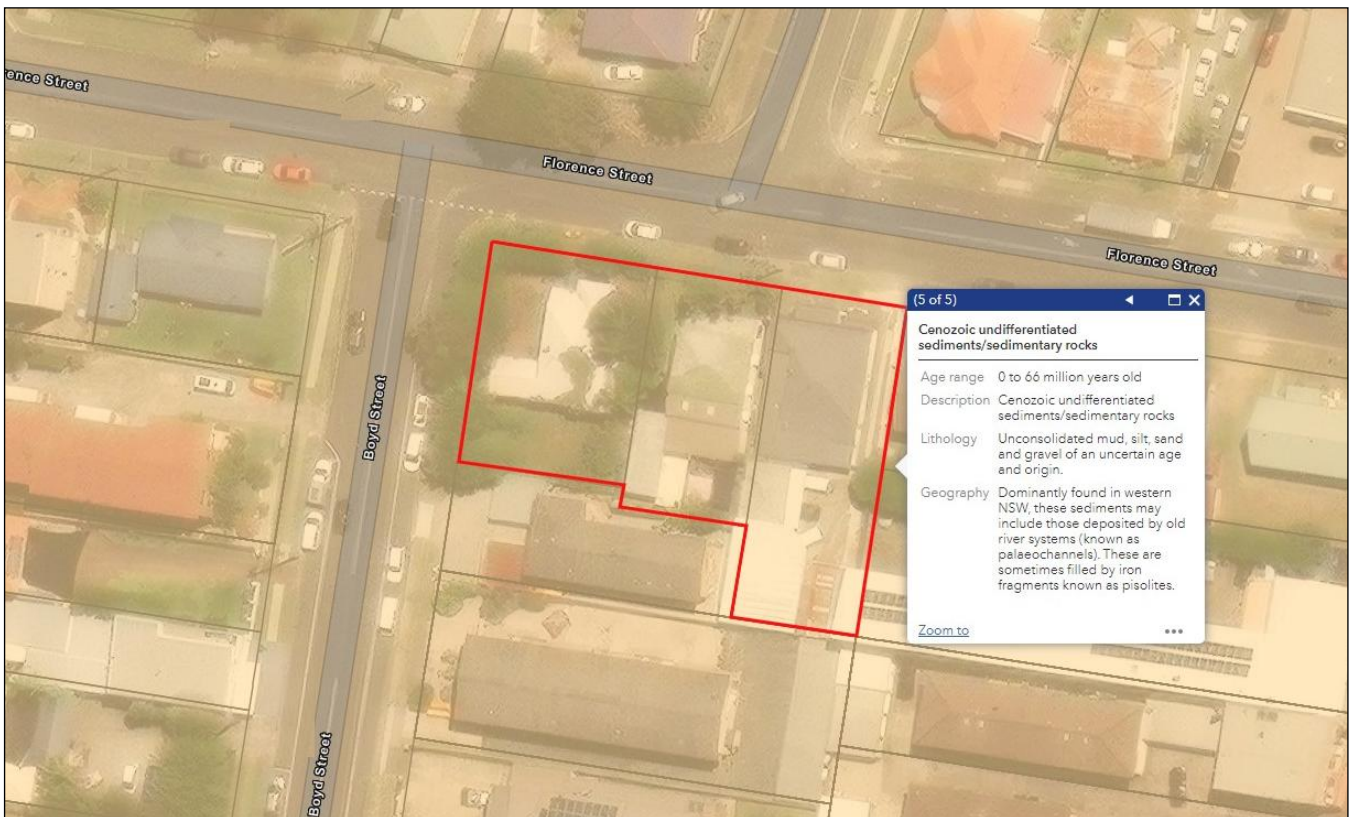 ence Street
Florence Street
Florence Street
Boyd Street
Boyd Street
(5 of 5)
Cenozoic undifferentiated
sediments/sedimentary rocks
Age range 0 to 66 million years old
Description Cenozoic undifferentiated
sediments/sedimentary rocks
Lithology Unconsolidated mud, silt, sand
and gravel of an uncertain age
and origin.
Geography Dominantly found in western
NSW, these sediments may
include those deposited by old
river systems (known as
palaeochannels). These are
sometimes filled by iron
fragments known as pisolites.
Zoom to